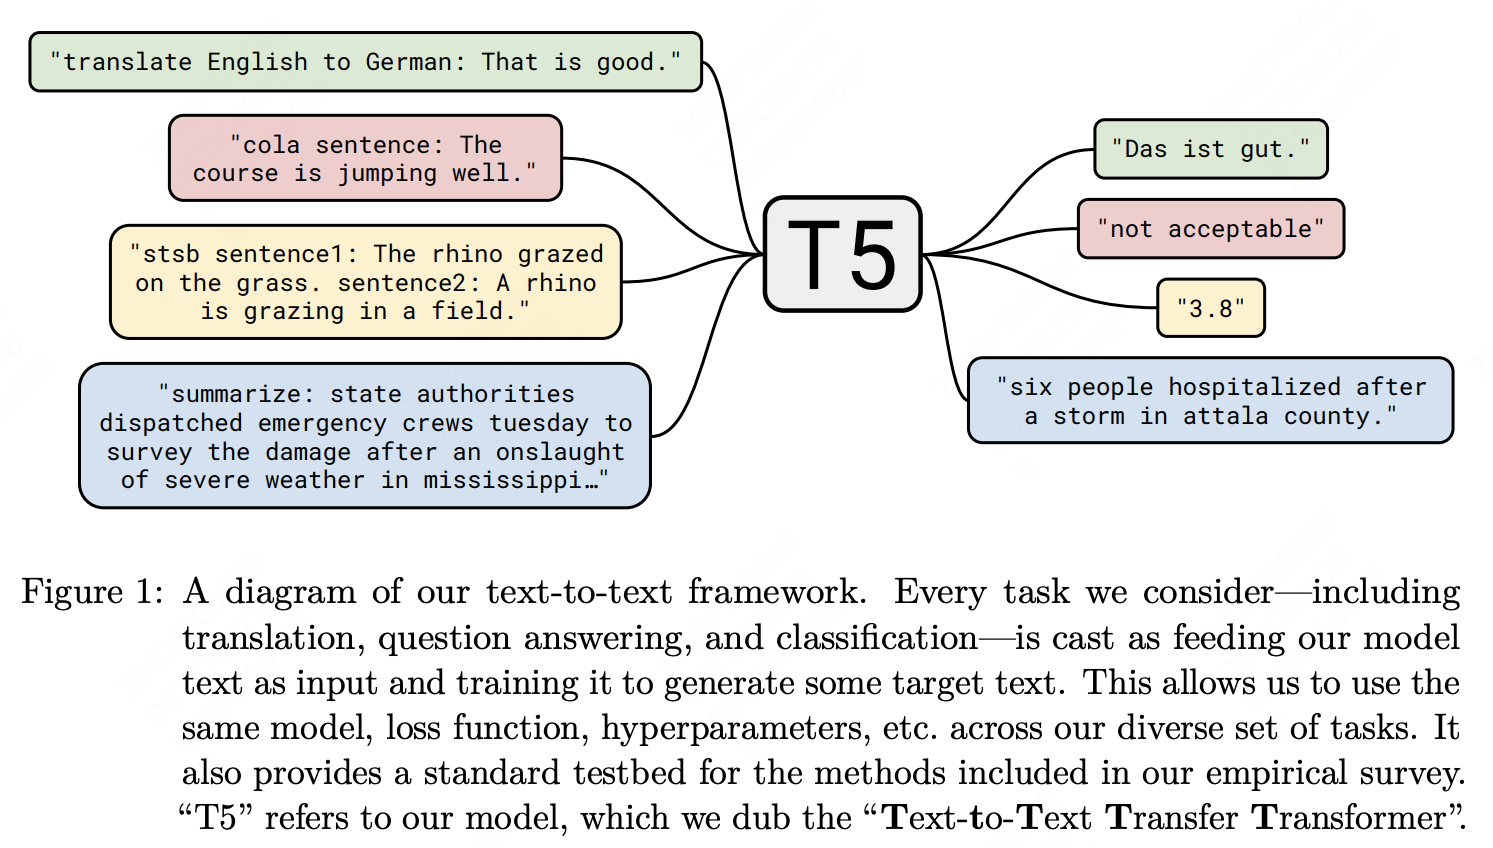 "translate English to German: That is good."
"cola sentence: The
course is jumping well."
"stsb sentence1: The rhino grazed
on the grass. sentence2: A rhino
is grazing in a field."
"summarize: state authorities
dispatched emergency crews tuesday to
survey the damage after an onslaught
of severe weather in mississippi…"
T5
"Das ist gut."
"not acceptable"
"3.8"
"six people hospitalized after
a storm in attala county."
Figure 1: A diagram of our text-to-text framework. Every task we consider—including
translation, question answering, and classification—is cast as feeding our model
text as input and training it to generate some target text. This allows us to use the
same model, loss function, hyperparameters, etc. across our diverse set of tasks. It
also provides a standard testbed for the methods included in our empirical survey.
“T5” refers to our model, which we dub the “Text-to-Text Transfer Transformer”.